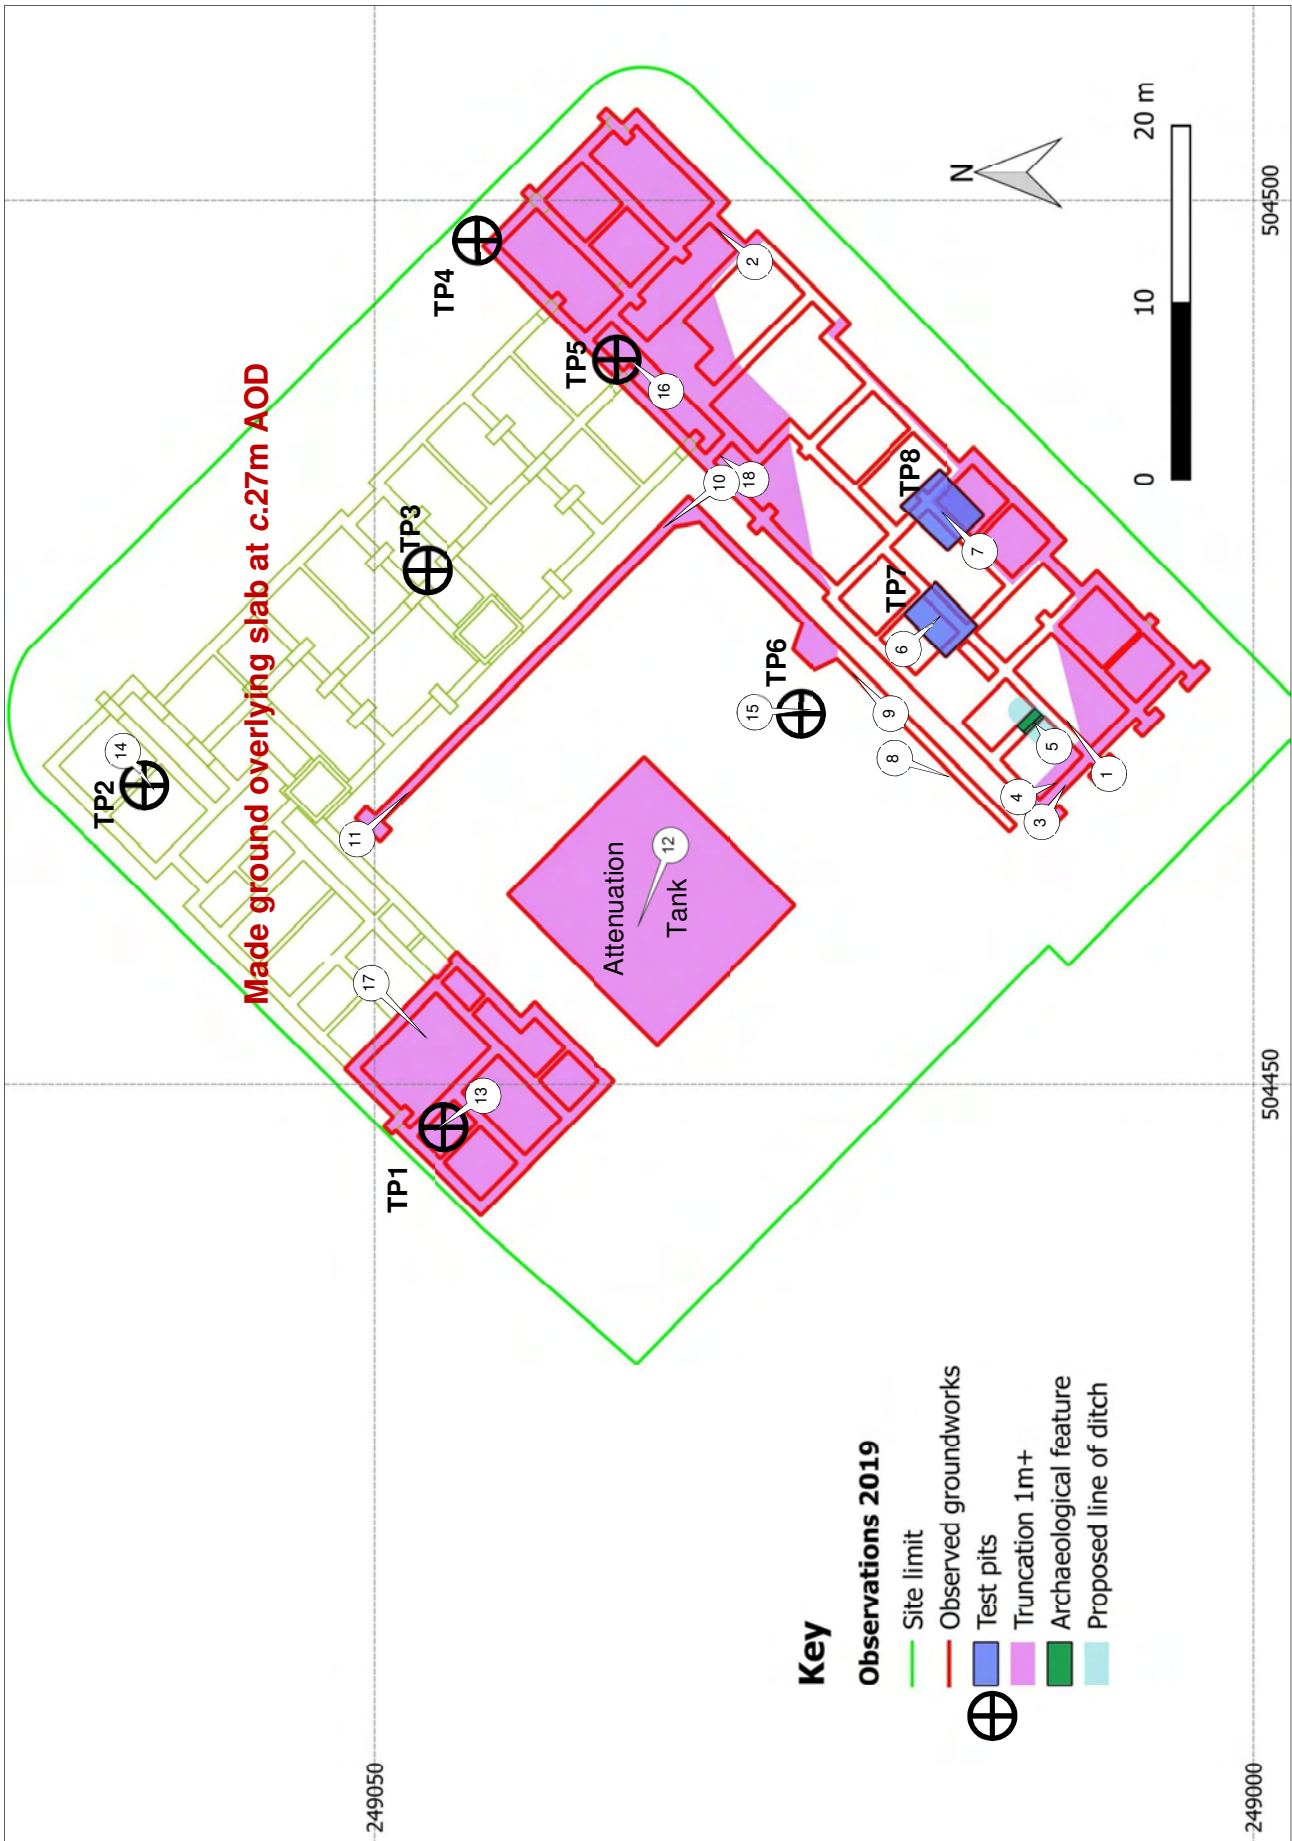 Made ground overlying slab at c.27m AOD
TP1
TP2
TP3
TP4
TP5
TP6
TP7
TP8
1
2
3
4
5
6
7
8
9
10
11
12
13
14
15
16
17
18
Attenuation
Tank
N
0
10
20 m
504450
504500
249050
249000
Key
Observations 2019
Site limit
Observed groundworks
Test pits
Truncation 1m+
Archaeological feature
Proposed line of ditch